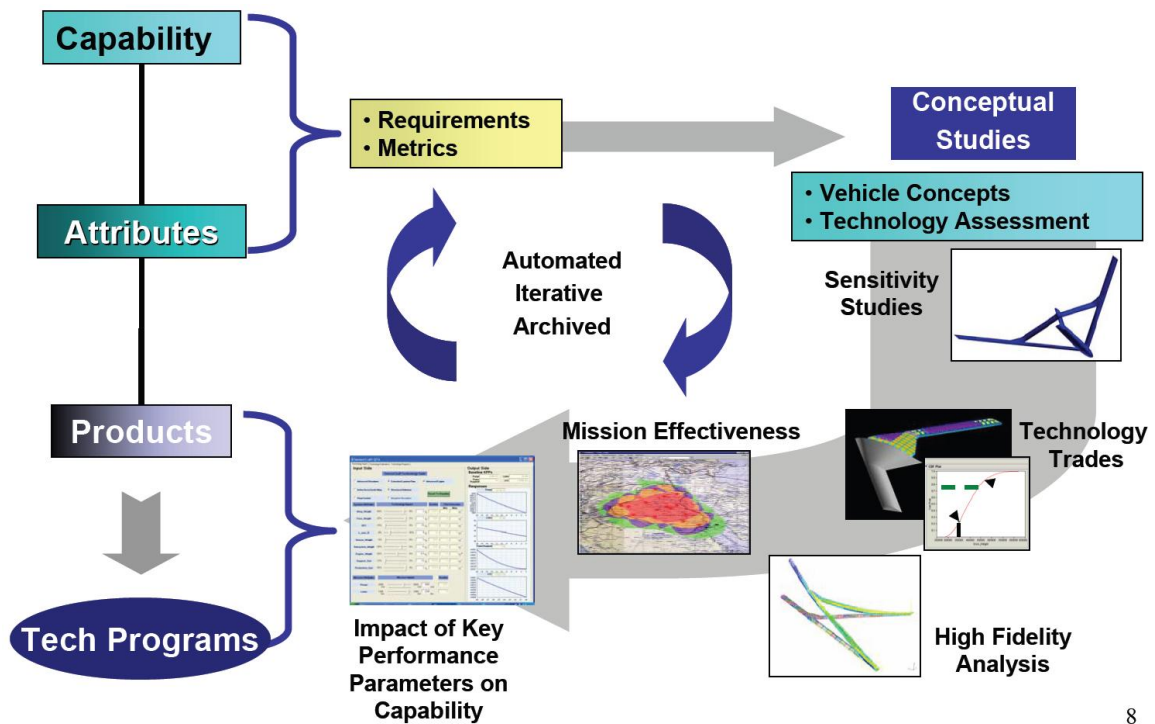 Capability
• Requirements
• Metrics
Conceptual
Studies
• Vehicle Concepts
• Technology Assessment
Attributes
Automated
Iterative
Archived
Sensitivity
Studies
Products
Mission Effectiveness
Technology
Trades
Tech Programs
Impact of Key
Performance
Parameters on
Capability
High Fidelity
Analysis
8